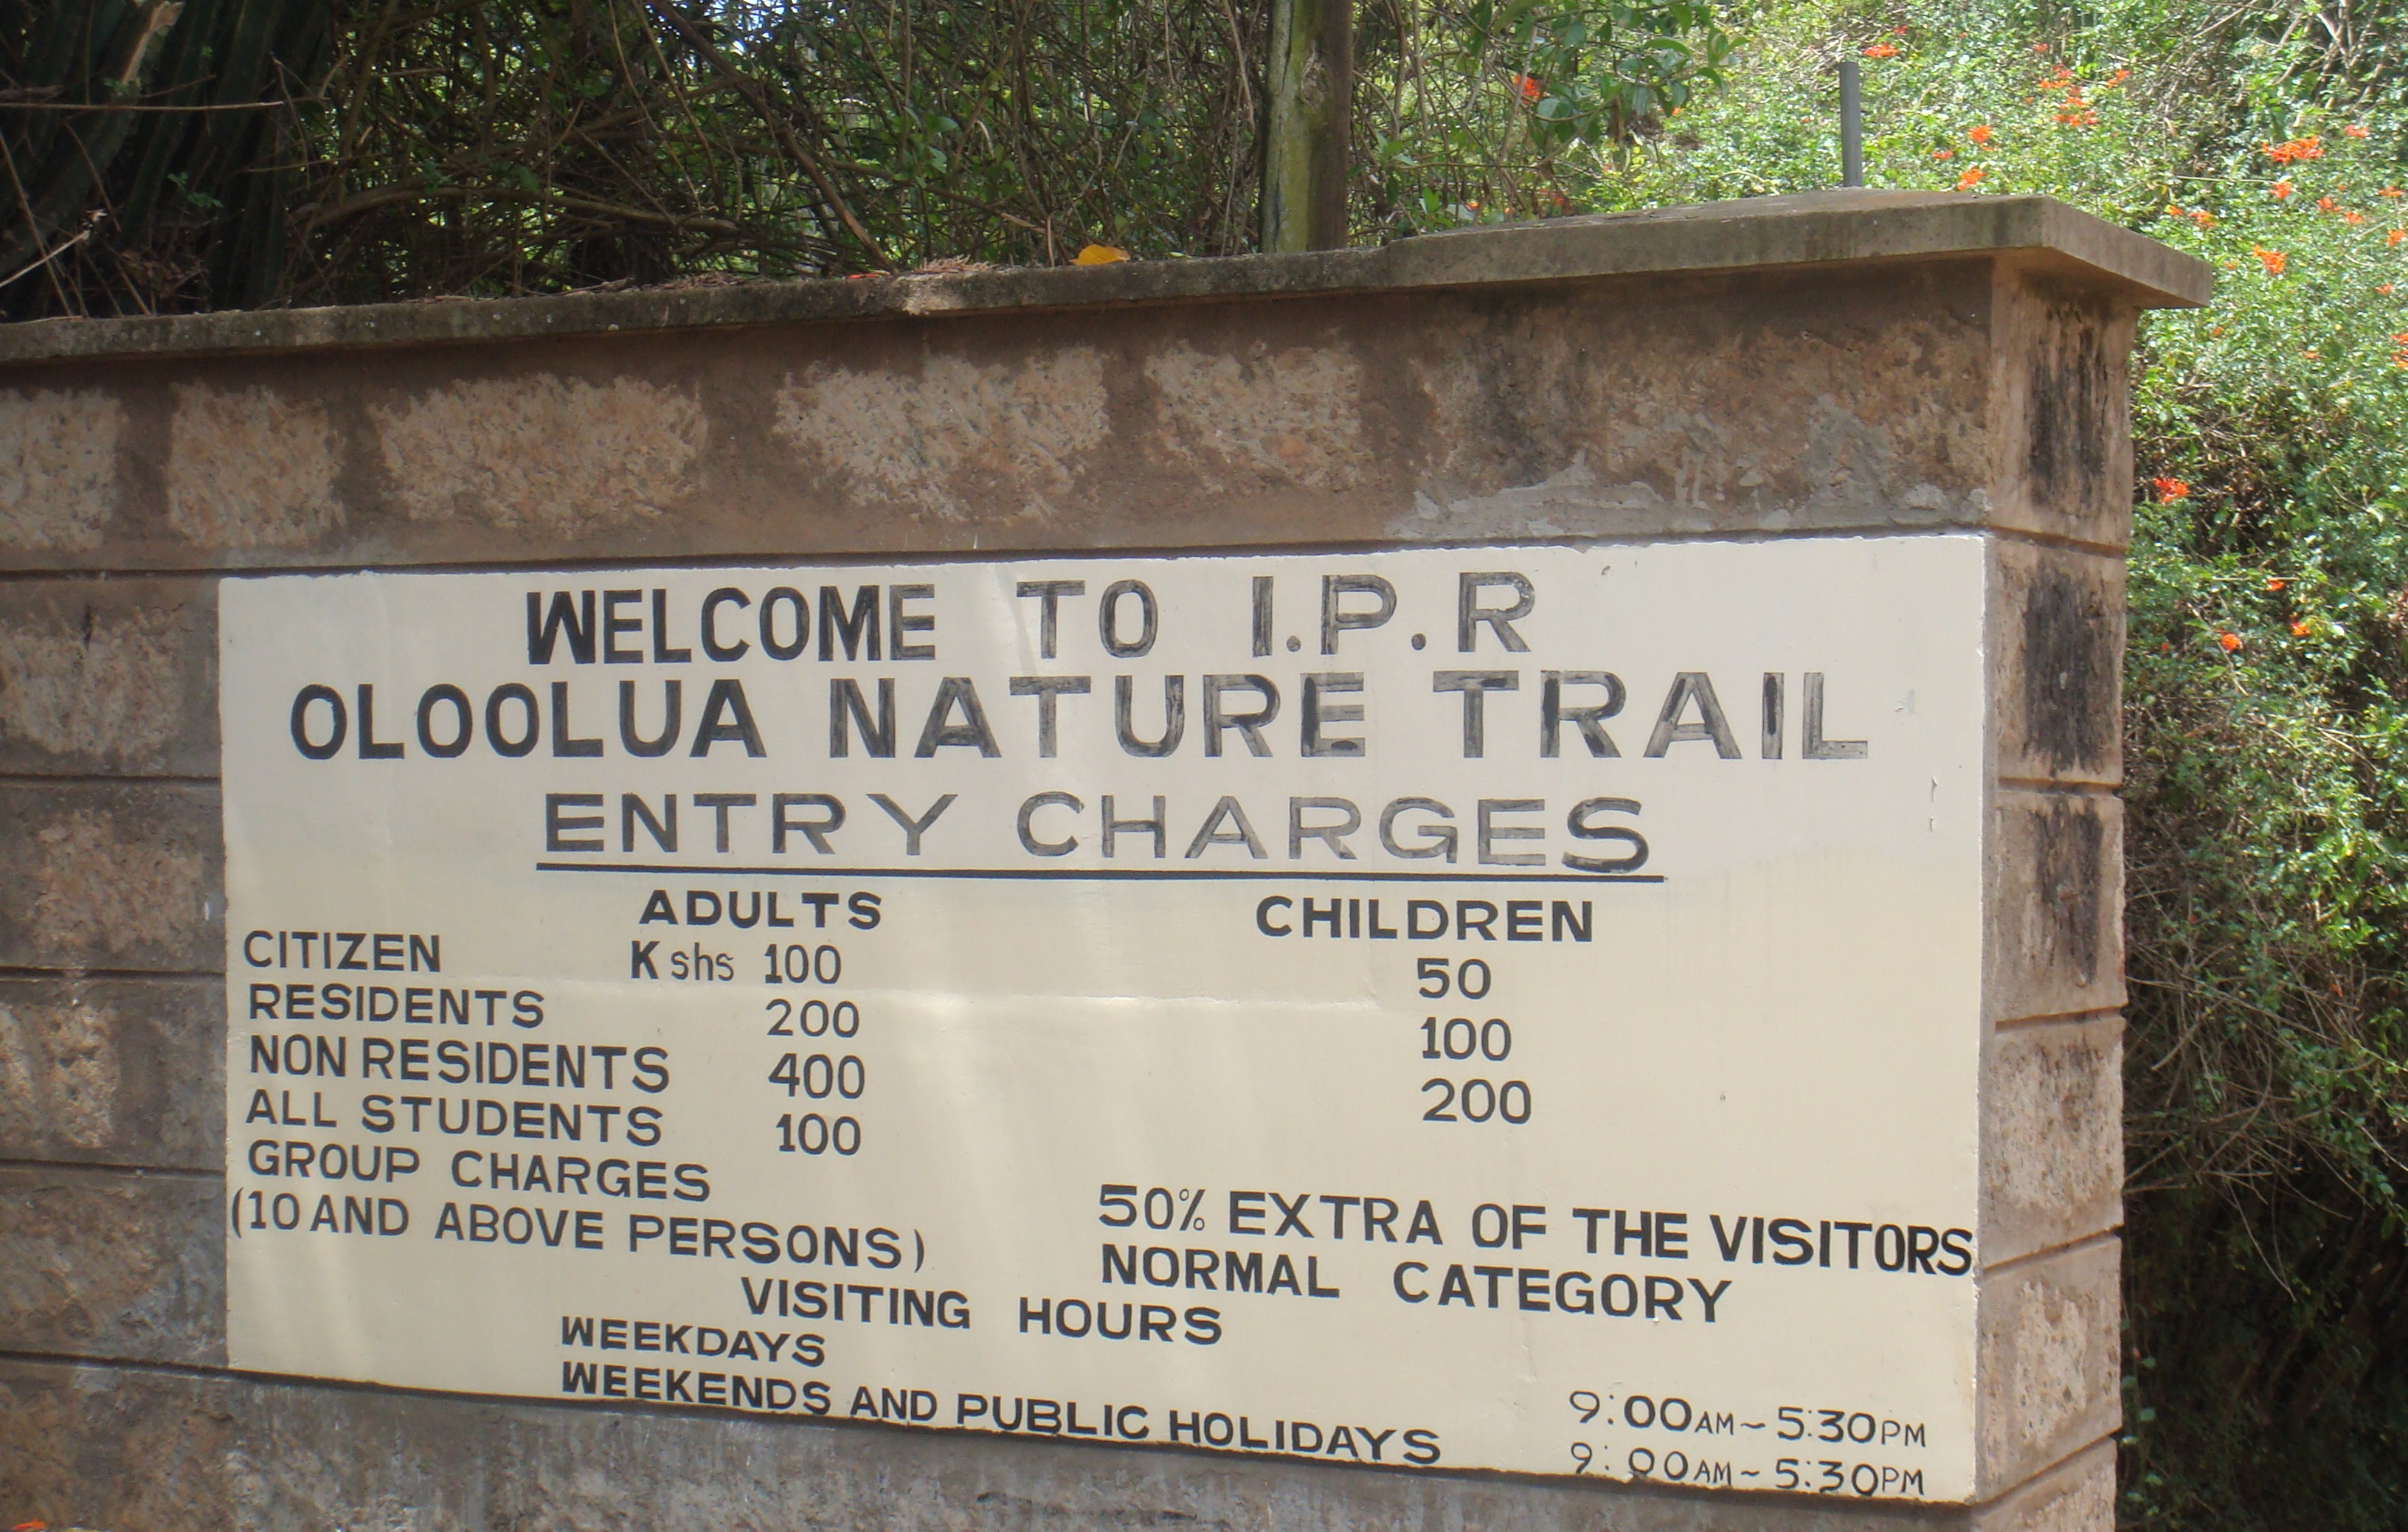 WELCOME TO I.P.R
OLOOLUA NATURE TRAIL
ENTRY CHARGES
ADULTS CHILDREN
CITIZEN Kshs 100 50
RESIDENTS 200 100
NON RESIDENTS 400 200
ALL STUDENTS 100
GROUP CHARGES
(10 AND ABOVE PERSONS) 50% EXTRA OF THE VISITORS
NORMAL CATEGORY
VISITING HOURS
WEEKDAYS 9:00AM~5:30PM
WEEKENDS AND PUBLIC HOLIDAYS 9:00AM~5:30PM